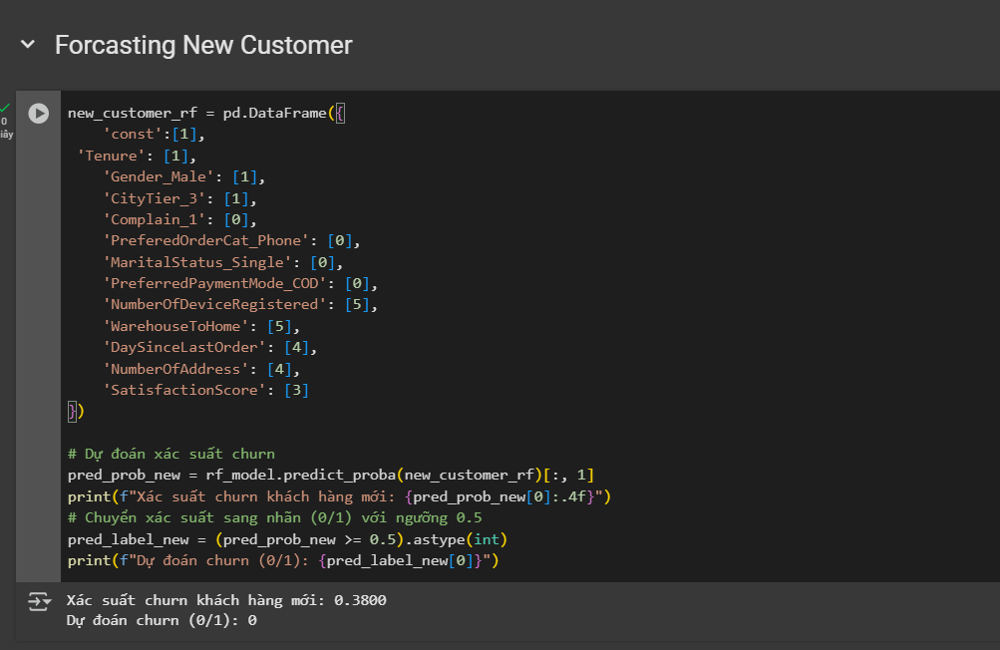 Forcasting New Customer
0
iây
new_customer_rf = pd.DataFrame({
    'const':[1],
 'Tenure': [1],
    'Gender_Male': [1],
    'CityTier_3': [1],
    'Complain_1': [0],
    'PreferedOrderCat_Phone': [0],
    'MaritalStatus_Single': [0],
    'PreferredPaymentMode_COD': [0],
    'NumberOfDeviceRegistered': [5],
    'WarehouseToHome': [5],
    'DaySinceLastOrder': [4],
    'NumberOfAddress': [4],
    'SatisfactionScore': [3]
})
# Dự đoán xác suất churn
pred_prob_new = rf_model.predict_proba(new_customer_rf)[:, 1]
print(f"Xác suất churn khách hàng mới: {pred_prob_new[0]:.4f}")
# Chuyển xác suất sang nhãn (0/1) với ngưỡng 0.5
pred_label_new = (pred_prob_new >= 0.5).astype(int)
print(f"Dự đoán churn (0/1): {pred_label_new[0]}")
Xác suất churn khách hàng mới: 0.3800
Dự đoán churn (0/1): 0